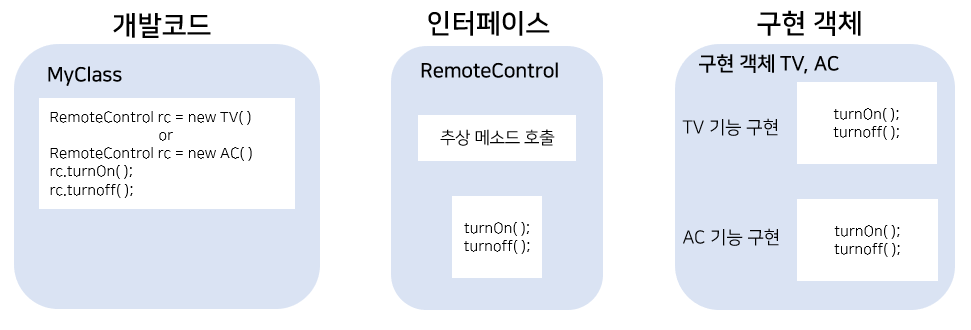 개발코드
MyClass
RemoteControl rc = new TV( )
or
RemoteControl rc = new AC( )
rc.turnOn( );
rc.turnoff( );
인터페이스
RemoteControl
추상 메소드 호출
turnOn( );
turnoff( );
구현 객체
구현 객체 TV, AC
TV 기능 구현
turnOn( );
turnoff( );
AC 기능 구현
turnOn( );
turnoff( );